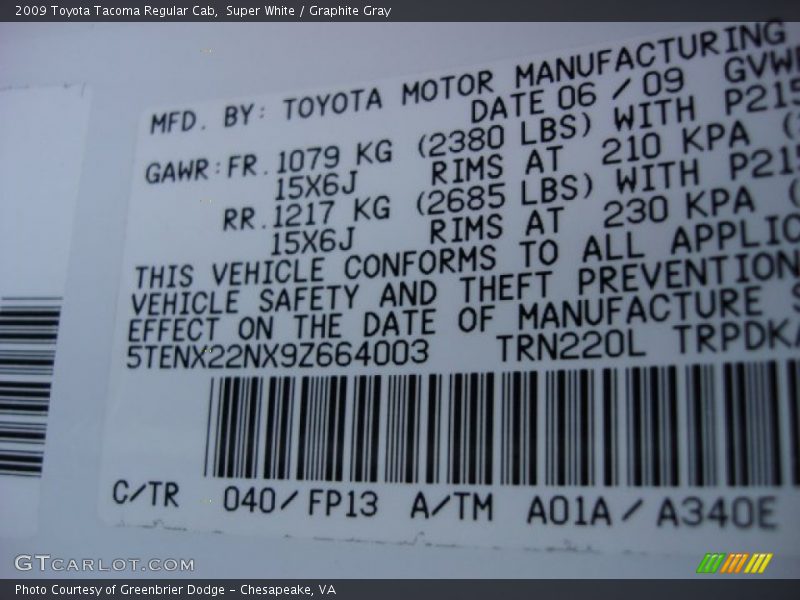 2009 Toyota Tacoma Regular Cab,  Super White / Graphite Gray
MFD. BY: TOYOTA MOTOR MANUFACTURING
DATE 06 / 09 GVWR
GAWR:FR.1079 KG (2380 LBS) WITH P215
15X6J RIMS AT 210 KPA (
RR.1217 KG (2685 LBS) WITH P215
15X6J RIMS AT 230 KPA (
THIS VEHICLE CONFORMS TO ALL APPLIC
VEHICLE SAFETY AND THEFT PREVENTION
EFFECT ON THE DATE OF MANUFACTURE S
5TENX22NX9Z664003 TRN220L TRPDKA
C/TR 040/FP13 A/TM A01A/A340E
GTCARLOT.COM
Photo Courtesy of Greenbrier Dodge - Chesapeake, VA